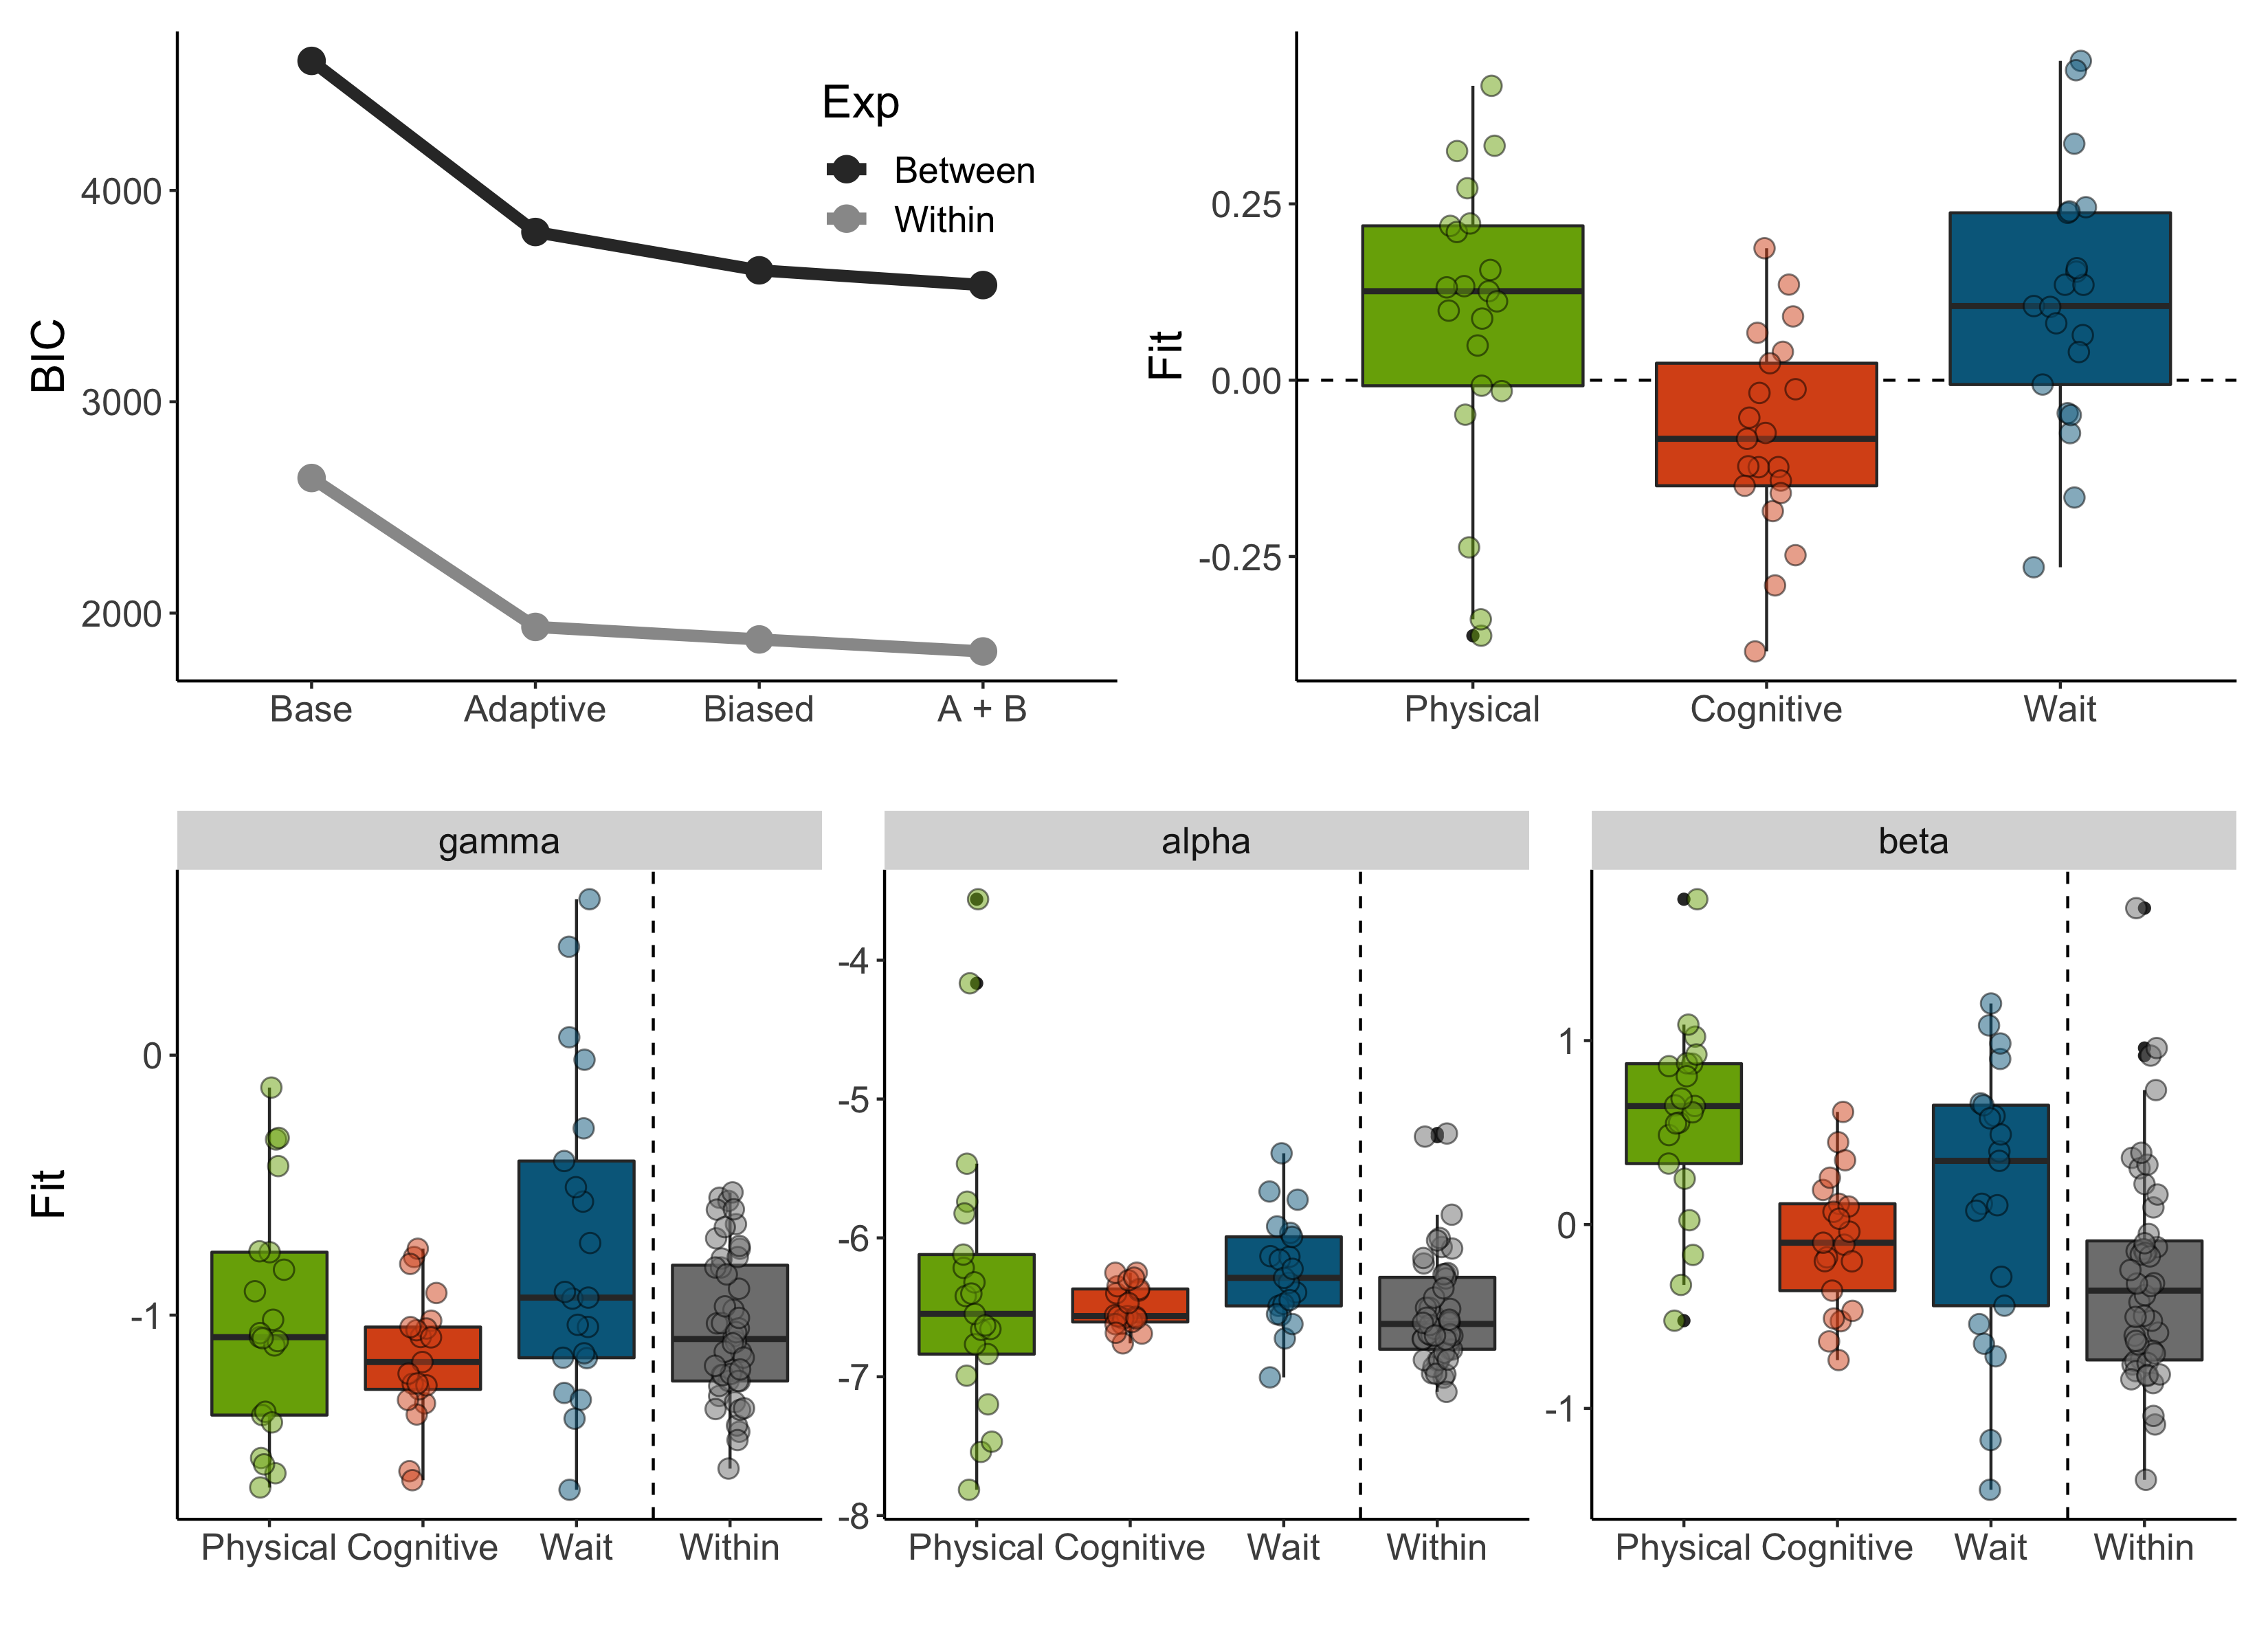 BIC
4000
3000
2000
Exp
Between
Within
Base Adaptive Biased A + B
Fit
0.25
0.00
-0.25
Physical Cognitive Wait
gamma
Fit
0
-1
Physical Cognitive Wait Within
alpha
-4
-5
-6
-7
-8
Physical Cognitive Wait Within
beta
1
0
-1
Physical Cognitive Wait Within